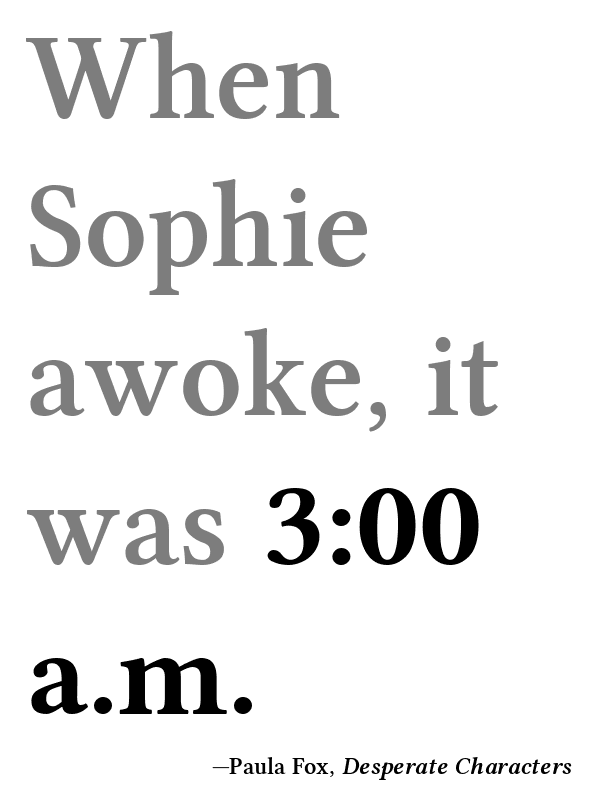 When
Sophie
awoke, it
was 3:00
a.m.
—Paula Fox, Desperate Characters